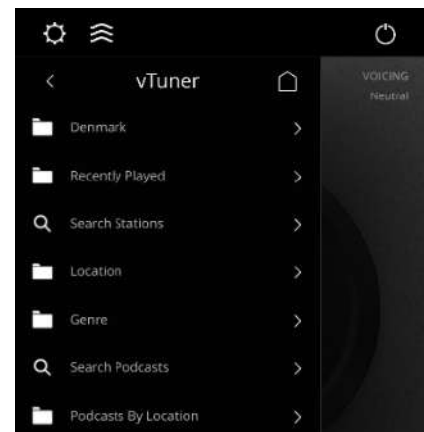 vTuner
VOICING
Neutral
Denmark
Recently Played
Search Stations
Location
Genre
Search Podcasts
Podcasts By Location